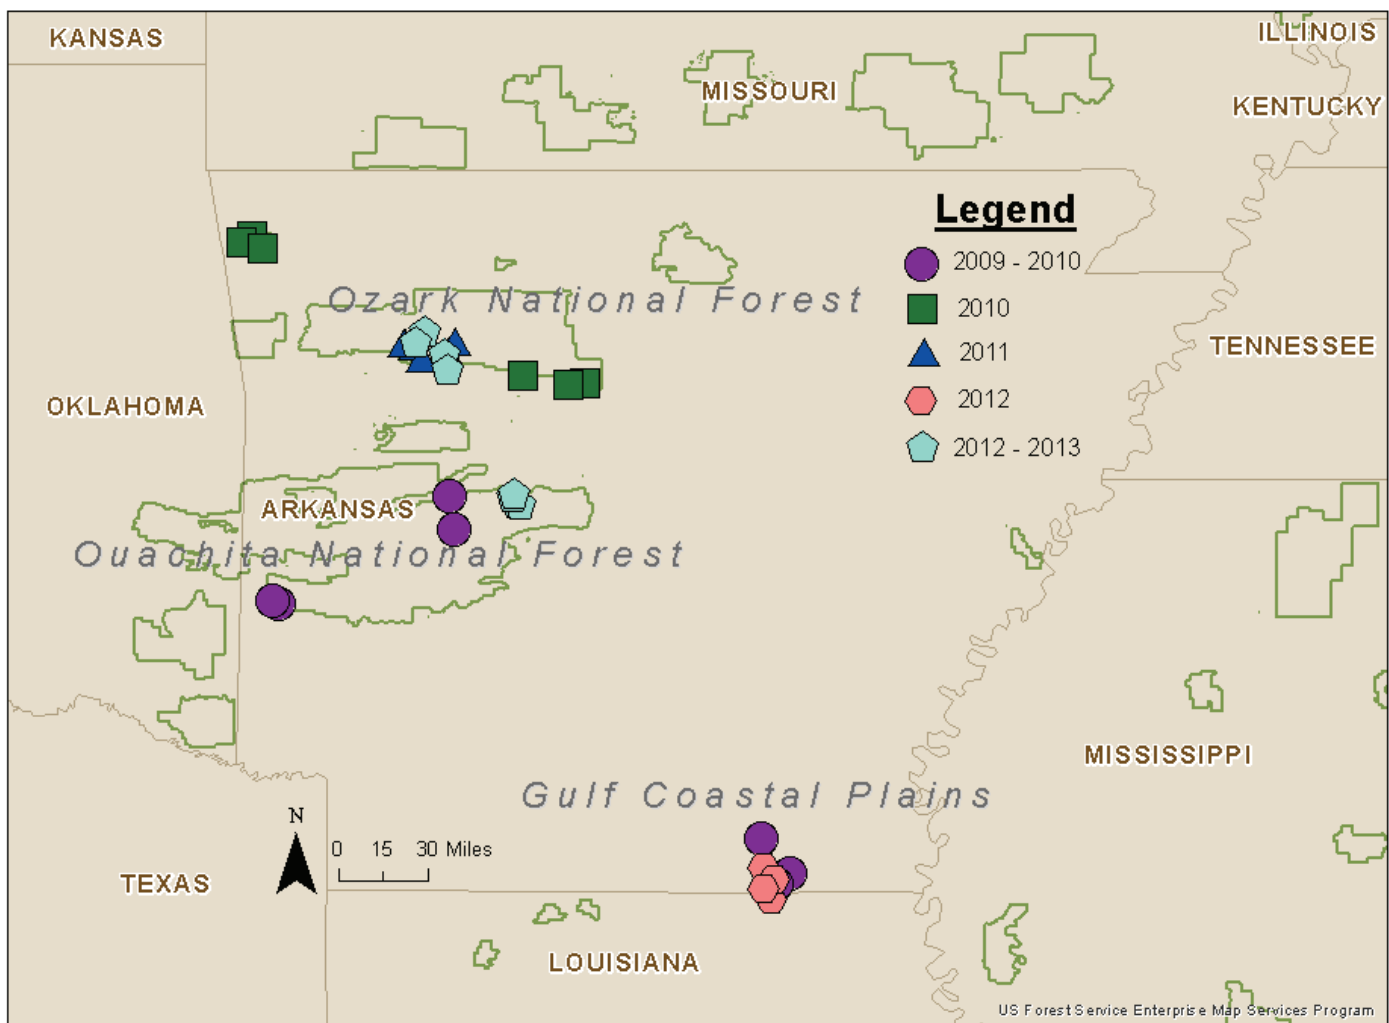 KANSAS
ILLINOIS
MISSOURI
KENTUCKY
Legend
2009 - 2010
Ozark National Forest
2010
TENNESSEE
2011
OKLAHOMA
2012
2012 - 2013
ARKANSAS
Ouachita National Forest
MISSISSIPPI
Gulf Coastal Plains
N
0 15 30 Miles
TEXAS
LOUISIANA
US Forest Service Enterprise Map Services Program